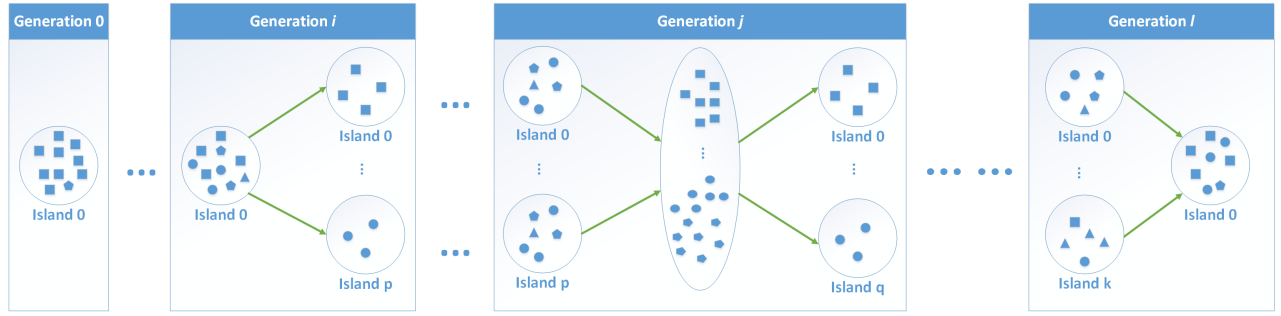 Generation 0
Island 0
Generation i
Island 0
Island 0
Island p
Generation j
Island 0
Island p
Island 0
Island q
Generation l
Island 0
Island k
Island 0